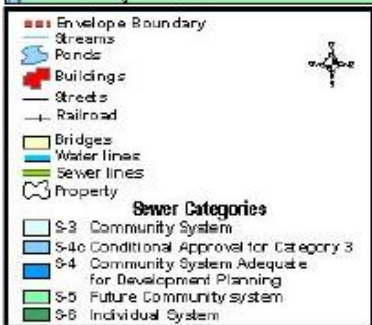 Envelope Boundary
Streams
Ponds
Buildings
Streets
Railroad
Bridges
Water lines
Sewer lines
Property
Sewer Categories
S-3 Community System
S-4c Conditional Approval for Category 3
S-4 Community System Adequate
for Development Planning
S-5 Future Community system
S-6 Individual System